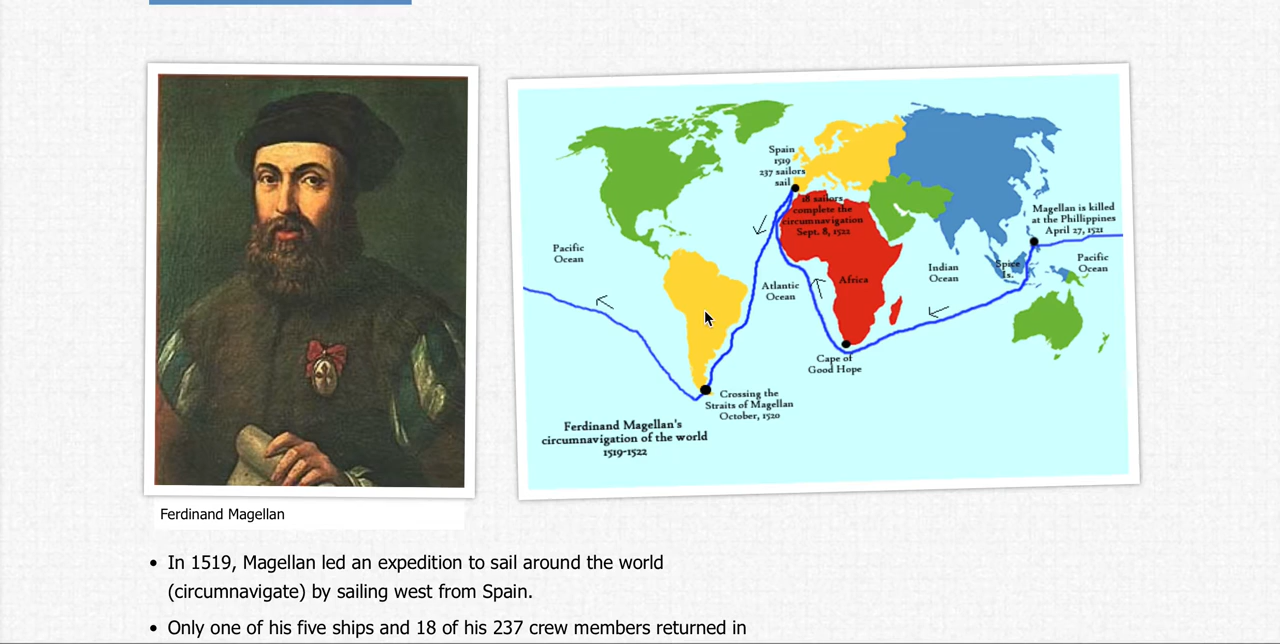 Spain
1519
237 sailors
sail
18 sailors
complete the
circumnavigation
Sept. 8, 1522
Magellan is killed
at the Phillippines
April 27, 1521
Pacific
Ocean
Atlantic
Ocean
Africa
Indian
Ocean
Spice
Is.
Pacific
Ocean
Cape of
Good Hope
Crossing the
Straits of Magellan
October, 1520
Ferdinand Magellan's
circumnavigation of the world
1519-1522
Ferdinand Magellan
• In 1519, Magellan led an expedition to sail around the world
(circumnavigate) by sailing west from Spain.
• Only one of his five ships and 18 of his 237 crew members returned in